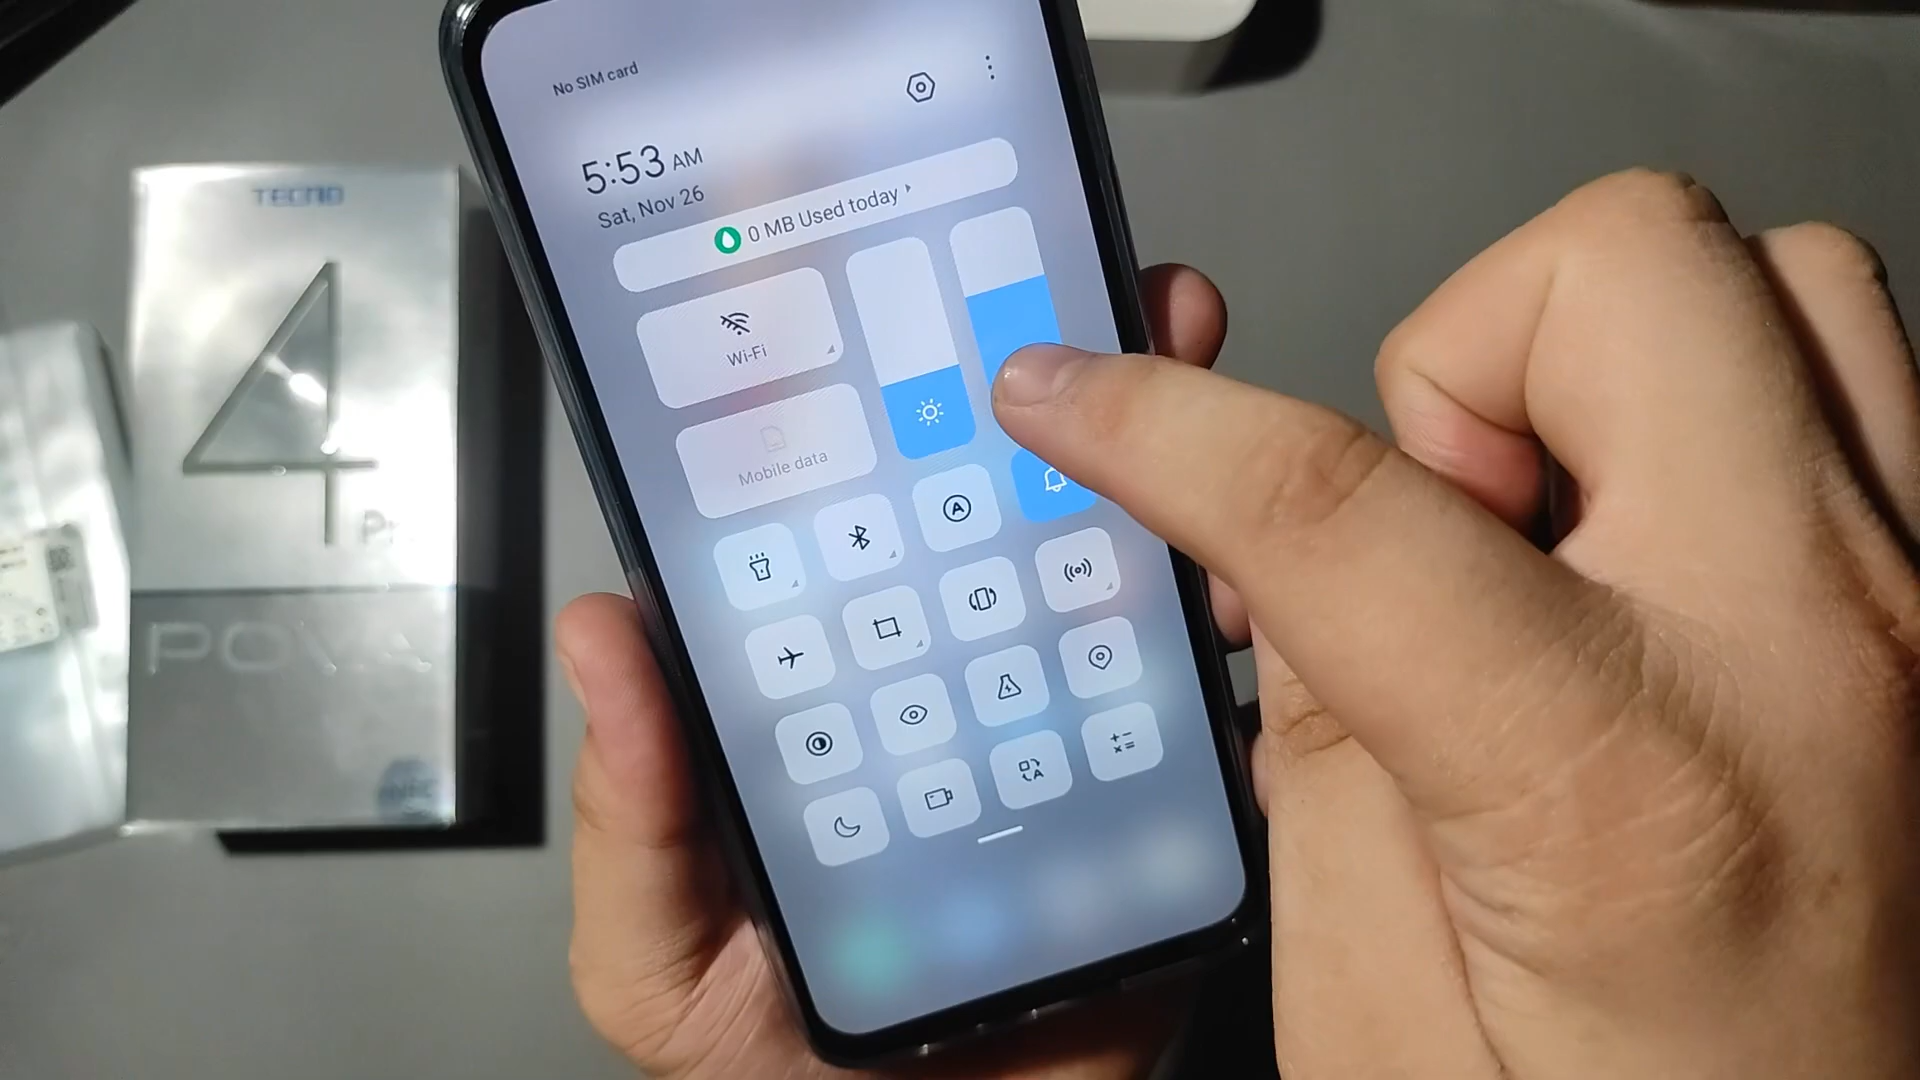 No SIM card
5:53 AM
Sat, Nov 26
0 MB Used today
Wi-Fi
Mobile data
TECNO
4
Pr
POVA